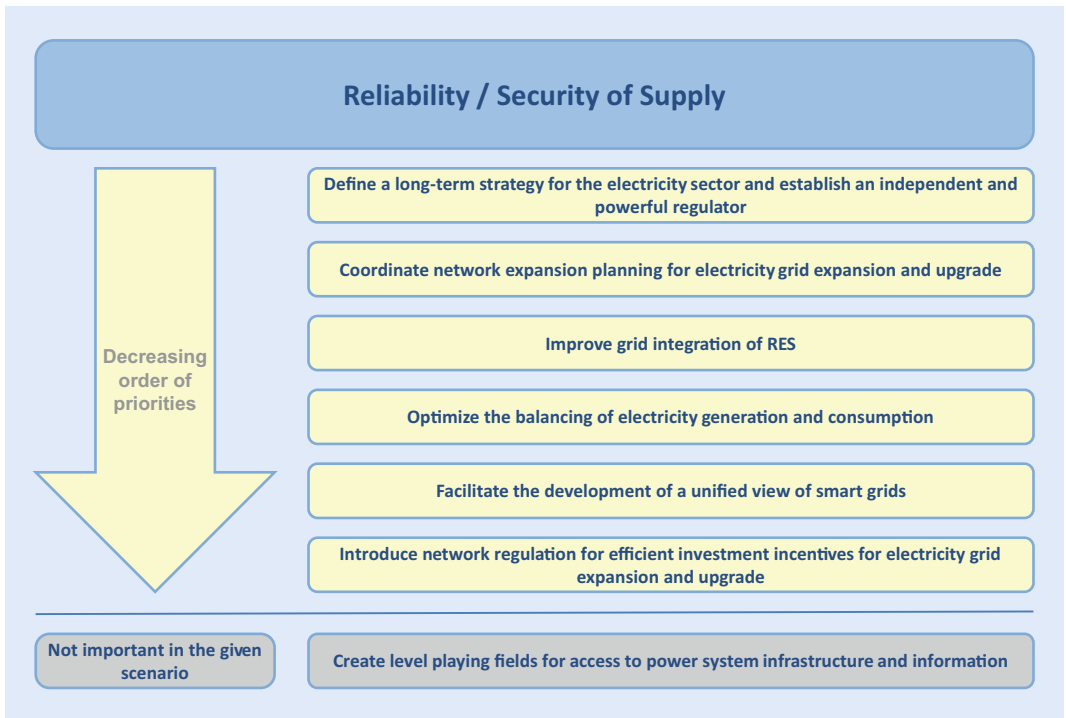 Reliability / Security of Supply
Define a long-term strategy for the electricity sector and establish an independent and
powerful regulator
Coordinate network expansion planning for electricity grid expansion and upgrade
Improve grid integration of RES
Decreasing
order of
priorities
Optimize the balancing of electricity generation and consumption
Facilitate the development of a unified view of smart grids
Introduce network regulation for efficient investment incentives for electricity grid
expansion and upgrade
Not important in the given
scenario
Create level playing fields for access to power system infrastructure and information